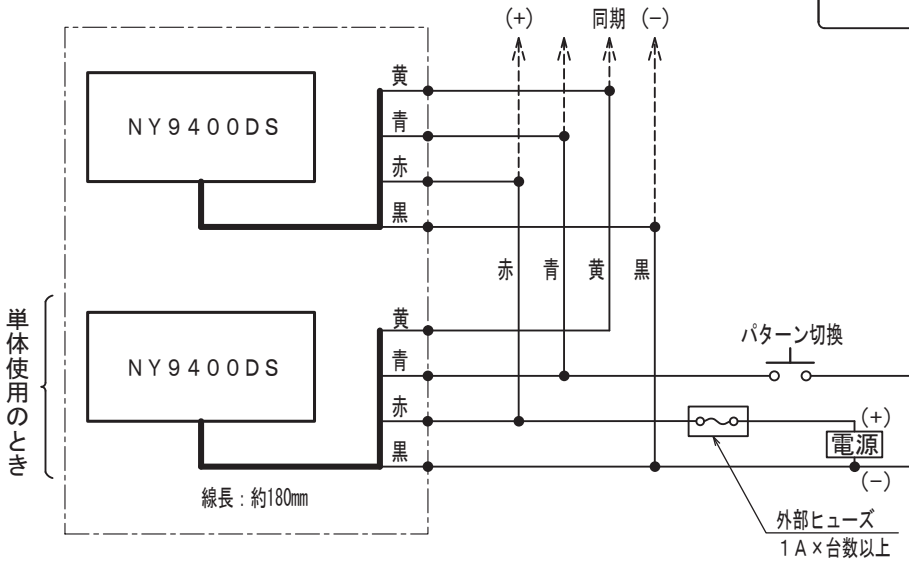 (+)
同期
(−)
黄
青
赤
黒
NY9400DS
赤
青
黄
黒
単体使用のとき
黄
青
赤
黒
NY9400DS
パターン切換
(+)
電源
(−)
線長:約180mm
外部ヒューズ
1A×台数以上